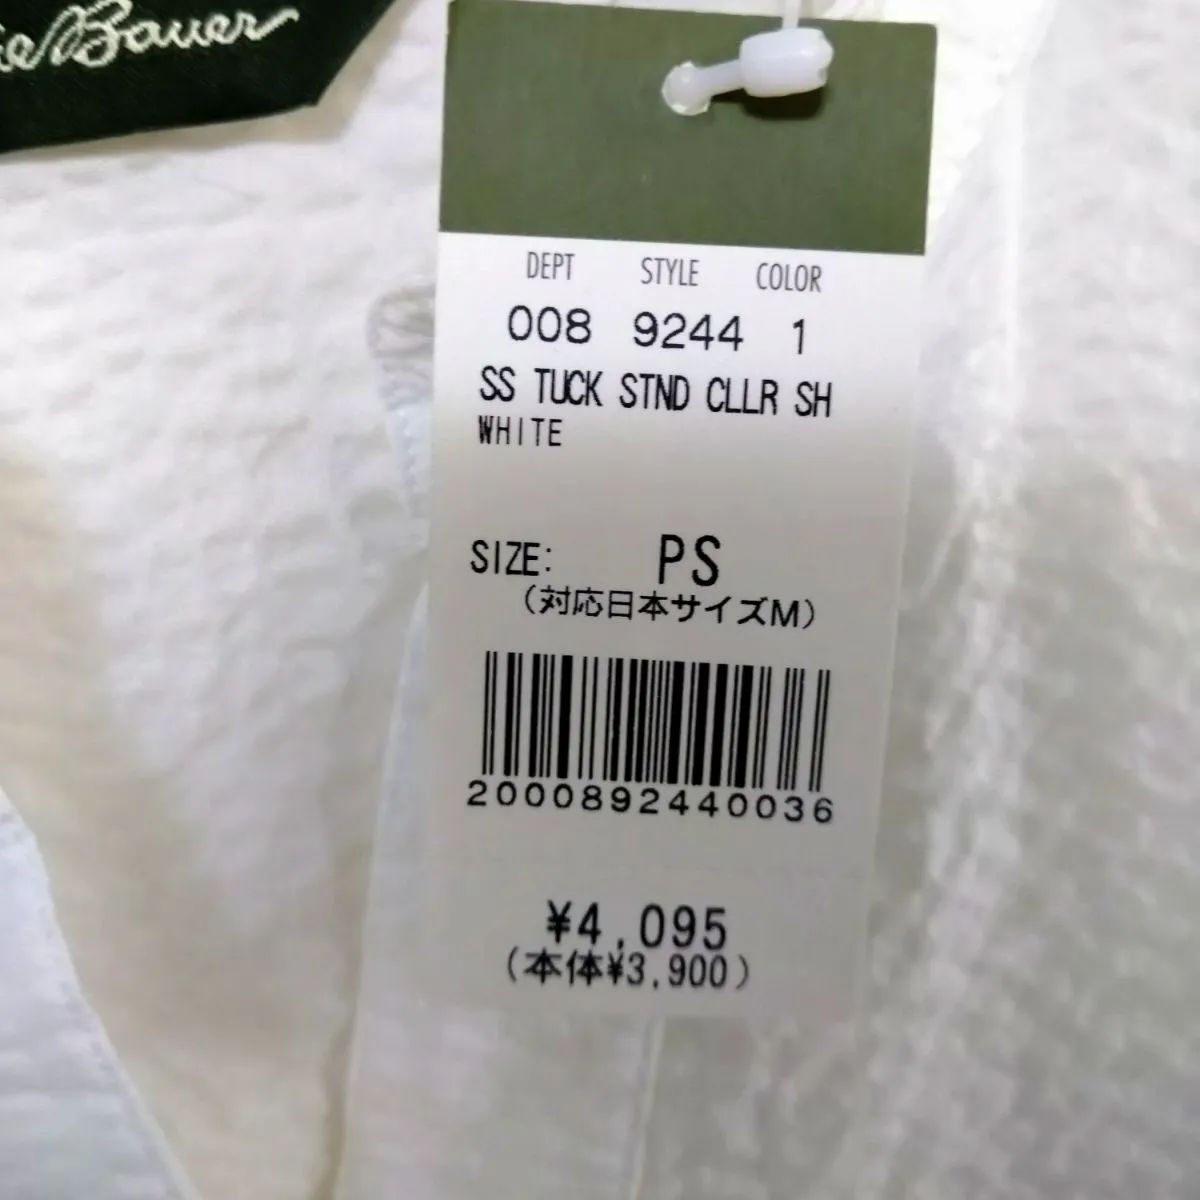 Bauer
DEPT STYLE COLOR
008 9244 1
SS TUCK STND CLLR SH
WHITE
SIZE: PS
(対応日本サイズM)
2000892440036
¥4,095
(本体¥3,900)